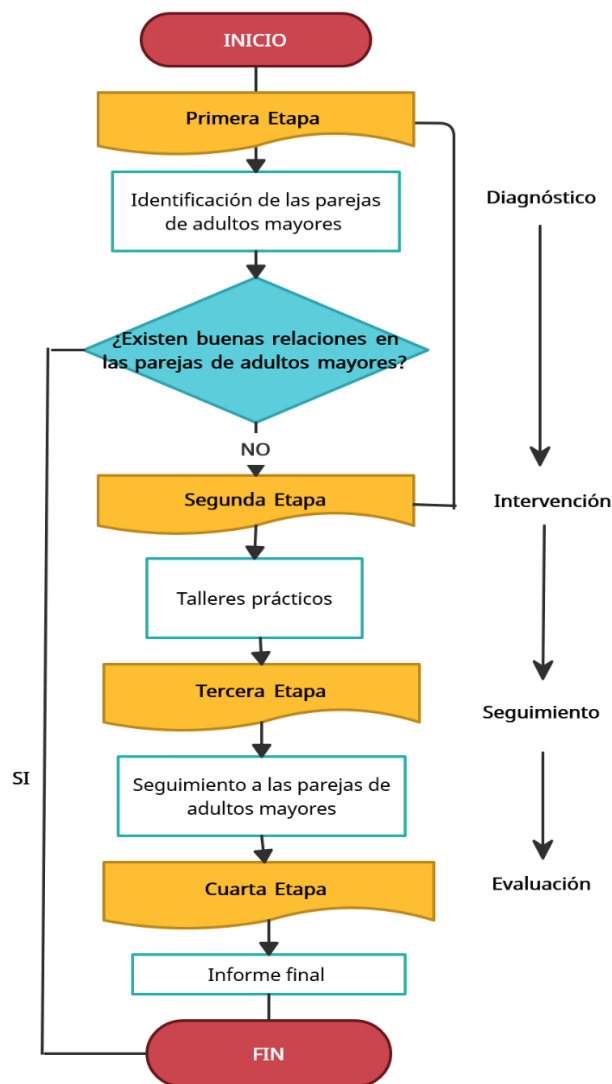 INICIO
Primera Etapa
Identificación de las parejas
de adultos mayores
Diagnóstico
¿Existen buenas relaciones en
las parejas de adultos mayores?
NO
Segunda Etapa
Intervención
Talleres prácticos
Tercera Etapa
Seguimiento
SI
Seguimiento a las parejas de
adultos mayores
Cuarta Etapa
Evaluación
Informe final
FIN